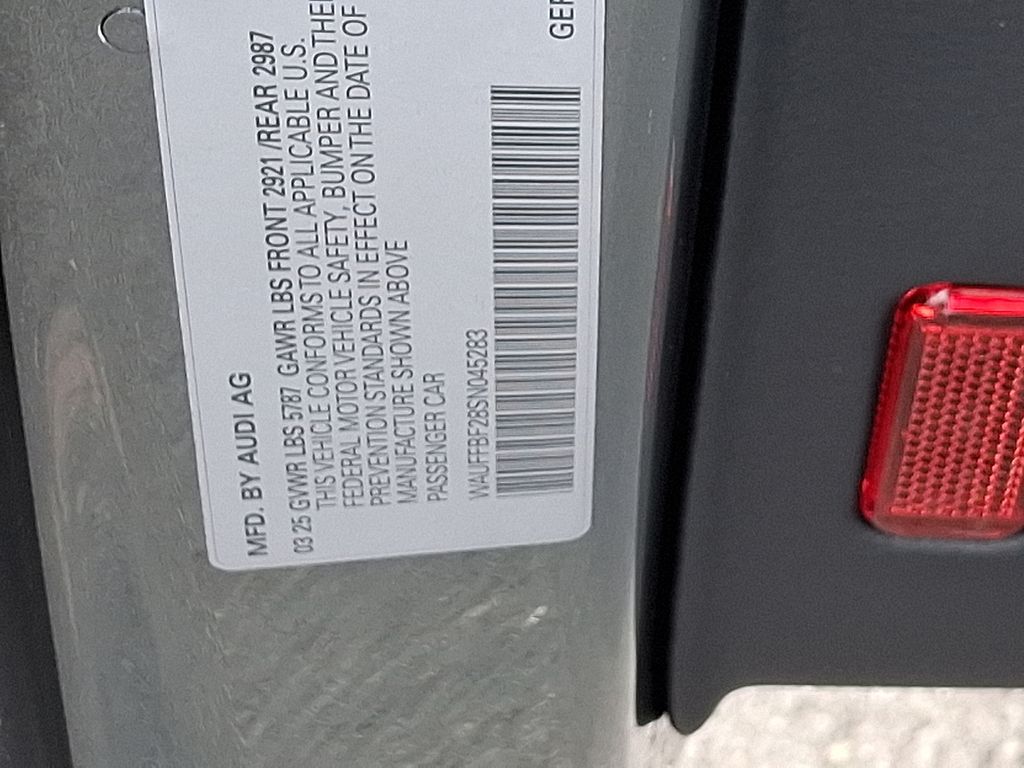 MFD. BY AUDI AG
03 25 GVWR LBS 5787 GAWR LBS FRONT 2921 /REAR 2987
THIS VEHICLE CONFORMS TO ALL APPLICABLE U.S.
FEDERAL MOTOR VEHICLE SAFETY, BUMPER AND
PREVENTION STANDARDS IN EFFECT ON THE DATE OF
MANUFACTURE SHOWN ABOVE
PASSENGER CAR
WAUFFBF28SN045283